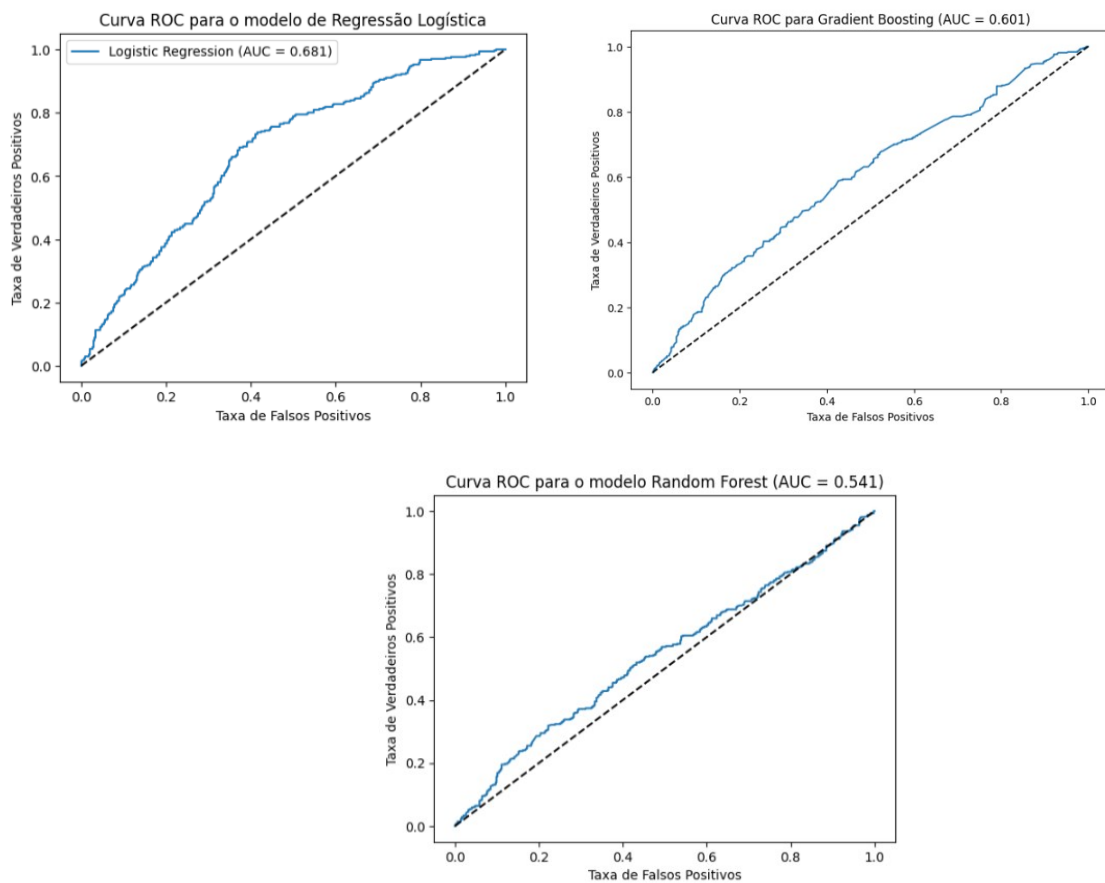 Curva ROC para o modelo de Regressão Logística
Logistic Regression (AUC = 0.681)
Taxa de Verdadeiros Positivos
1.0
0.8
0.6
0.4
0.2
0.0
0.0 0.2 0.4 0.6 0.8 1.0
Taxa de Falsos Positivos
Curva ROC para Gradient Boosting (AUC = 0.601)
Taxa de Verdadeiros Positivos
1.0
0.8
0.6
0.4
0.2
0.0
0.0 0.2 0.4 0.6 0.8 1.0
Taxa de Falsos Positivos
Curva ROC para o modelo Random Forest (AUC = 0.541)
Taxa de Verdadeiros Positivos
1.0
0.8
0.6
0.4
0.2
0.0
0.0 0.2 0.4 0.6 0.8 1.0
Taxa de Falsos Positivos